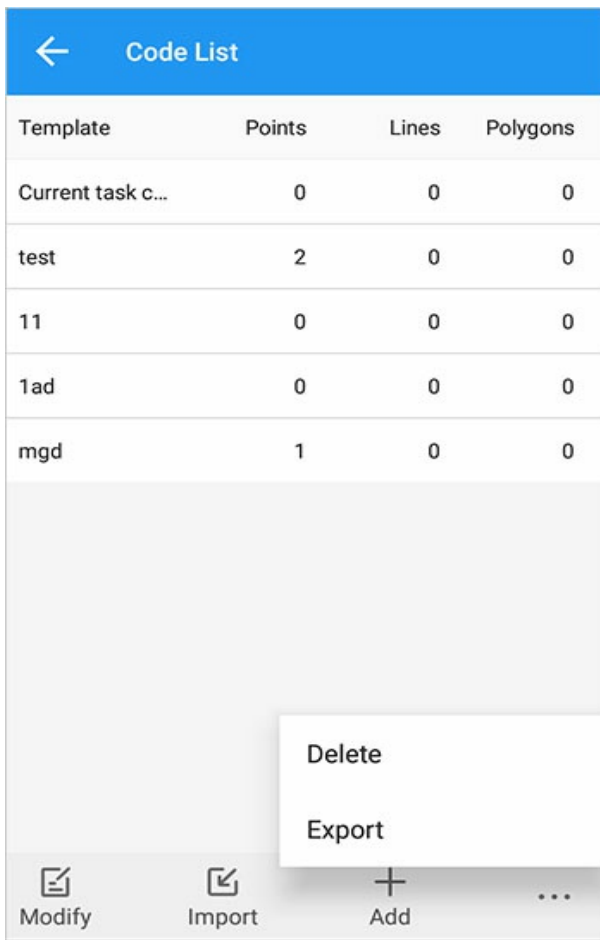 Code List
Template Points Lines Polygons
Current task c... 0 0 0
test 2 0 0
11 0 0 0
1ad 0 0 0
mgd 1 0 0
Delete
Export
Modify Import Add ...